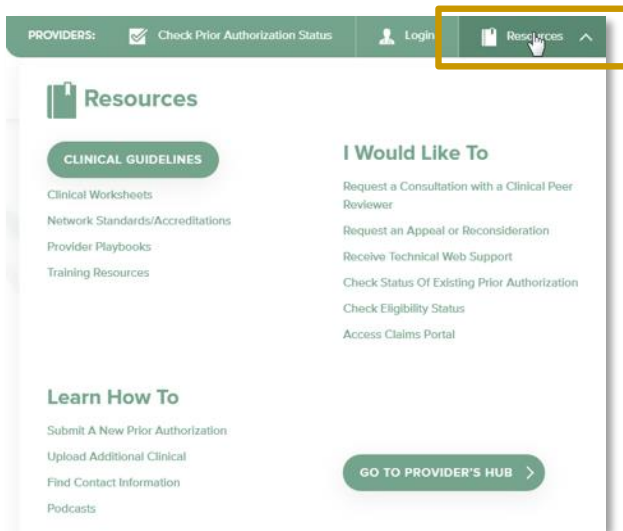 PROVIDERS: Check Prior Authorization Status Login Resources
Resources
CLINICAL GUIDELINES
Clinical Worksheets
Network Standards/Accreditations
Provider Playbooks
Training Resources
I Would Like To
Request a Consultation with a Clinical Peer
Reviewer
Request an Appeal or Reconsideration
Receive Technical Web Support
Check Status Of Existing Prior Authorization
Check Eligibility Status
Access Claims Portal
Learn How To
Submit A New Prior Authorization
Upload Additional Clinical
Find Contact Information
Podcasts
GO TO PROVIDER'S HUB